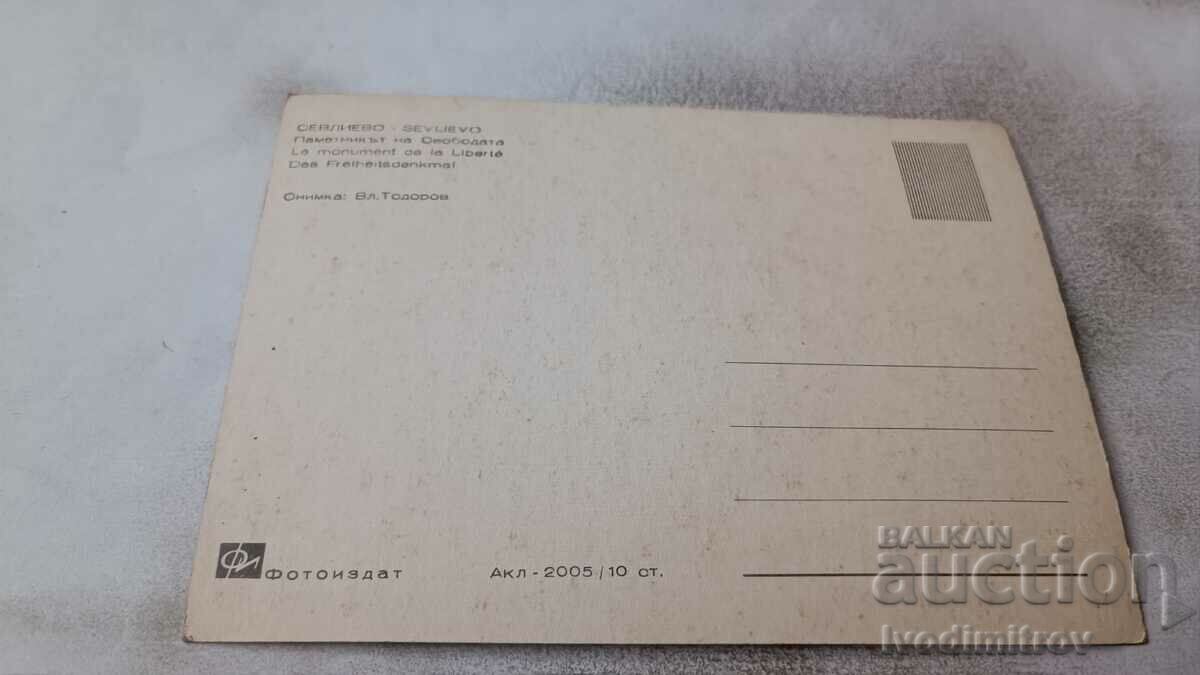 СЕВЛИЕВО - SEVLIEVO
Паметникът на Свободата
Le monument de la Liberté
Das Freiheitsdenkmal
Снимка: Вл. Тодоров
ФИ Фотоиздат
Акл - 2005/10 ст.
BALKAN
auction
Ivodimitrov